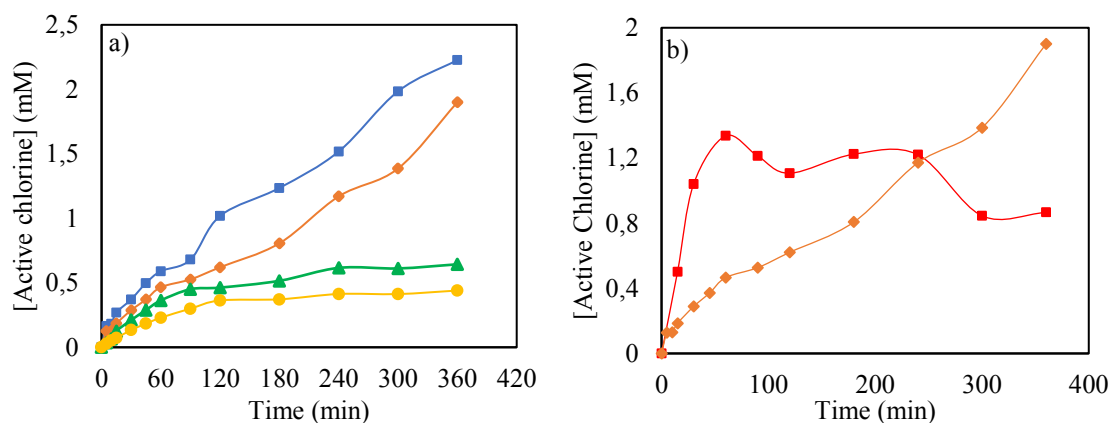 a)
[Active chlorine] (mM)
2,5
2
1,5
1
0,5
0
0 60 120 180 240 300 360 420
Time (min)
b)
[Active Chlorine] (mM)
2
1,6
1,2
0,8
0,4
0
0 100 200 300 400
Time (min)